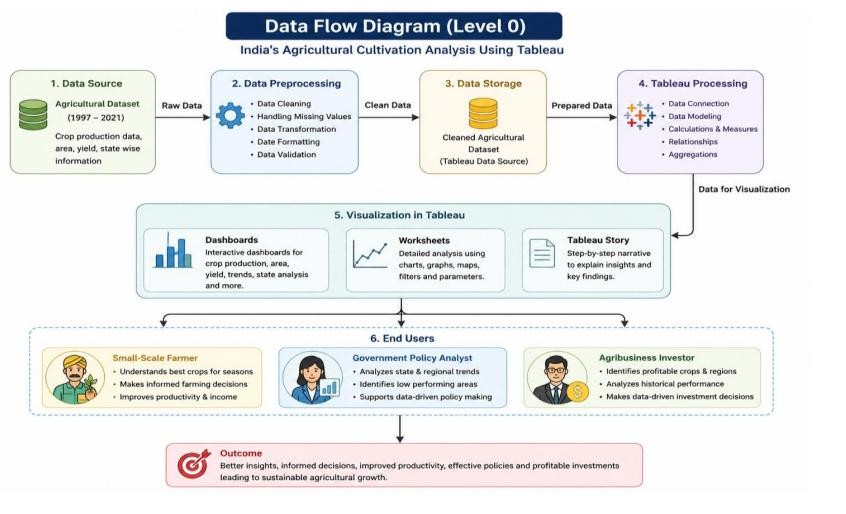 Data Flow Diagram (Level 0)
India's Agricultural Cultivation Analysis Using Tableau
1. Data Source
Agricultural Dataset
(1997 – 2021)
Crop production data,
area, yield, state wise
information
Raw Data
2. Data Preprocessing
• Data Cleaning
• Handling Missing Values
• Data Transformation
• Date Formatting
• Data Validation
Clean Data
3. Data Storage
Cleaned Agricultural
Dataset
(Tableau Data Source)
Prepared Data
4. Tableau Processing
• Data Connection
• Data Modeling
• Calculations & Measures
• Relationships
• Aggregations
Data for Visualization
5. Visualization in Tableau
Dashboards
Interactive dashboards for
crop production, area,
yield, trends, state analysis
and more.
Worksheets
Detailed analysis using
charts, graphs, maps,
filters and parameters.
Tableau Story
Step-by-step narrative
to explain insights and
key findings.
6. End Users
Small-Scale Farmer
• Understands best crops for seasons
• Makes informed farming decisions
• Improves productivity & income
Government Policy Analyst
• Analyzes state & regional trends
• Identifies low performing areas
• Supports data-driven policy making
Agribusiness Investor
• Identifies profitable crops & regions
• Analyzes historical performance
• Makes data-driven investment decisions
$
Outcome
Better insights, informed decisions, improved productivity, effective policies and profitable investments
leading to sustainable agricultural growth.